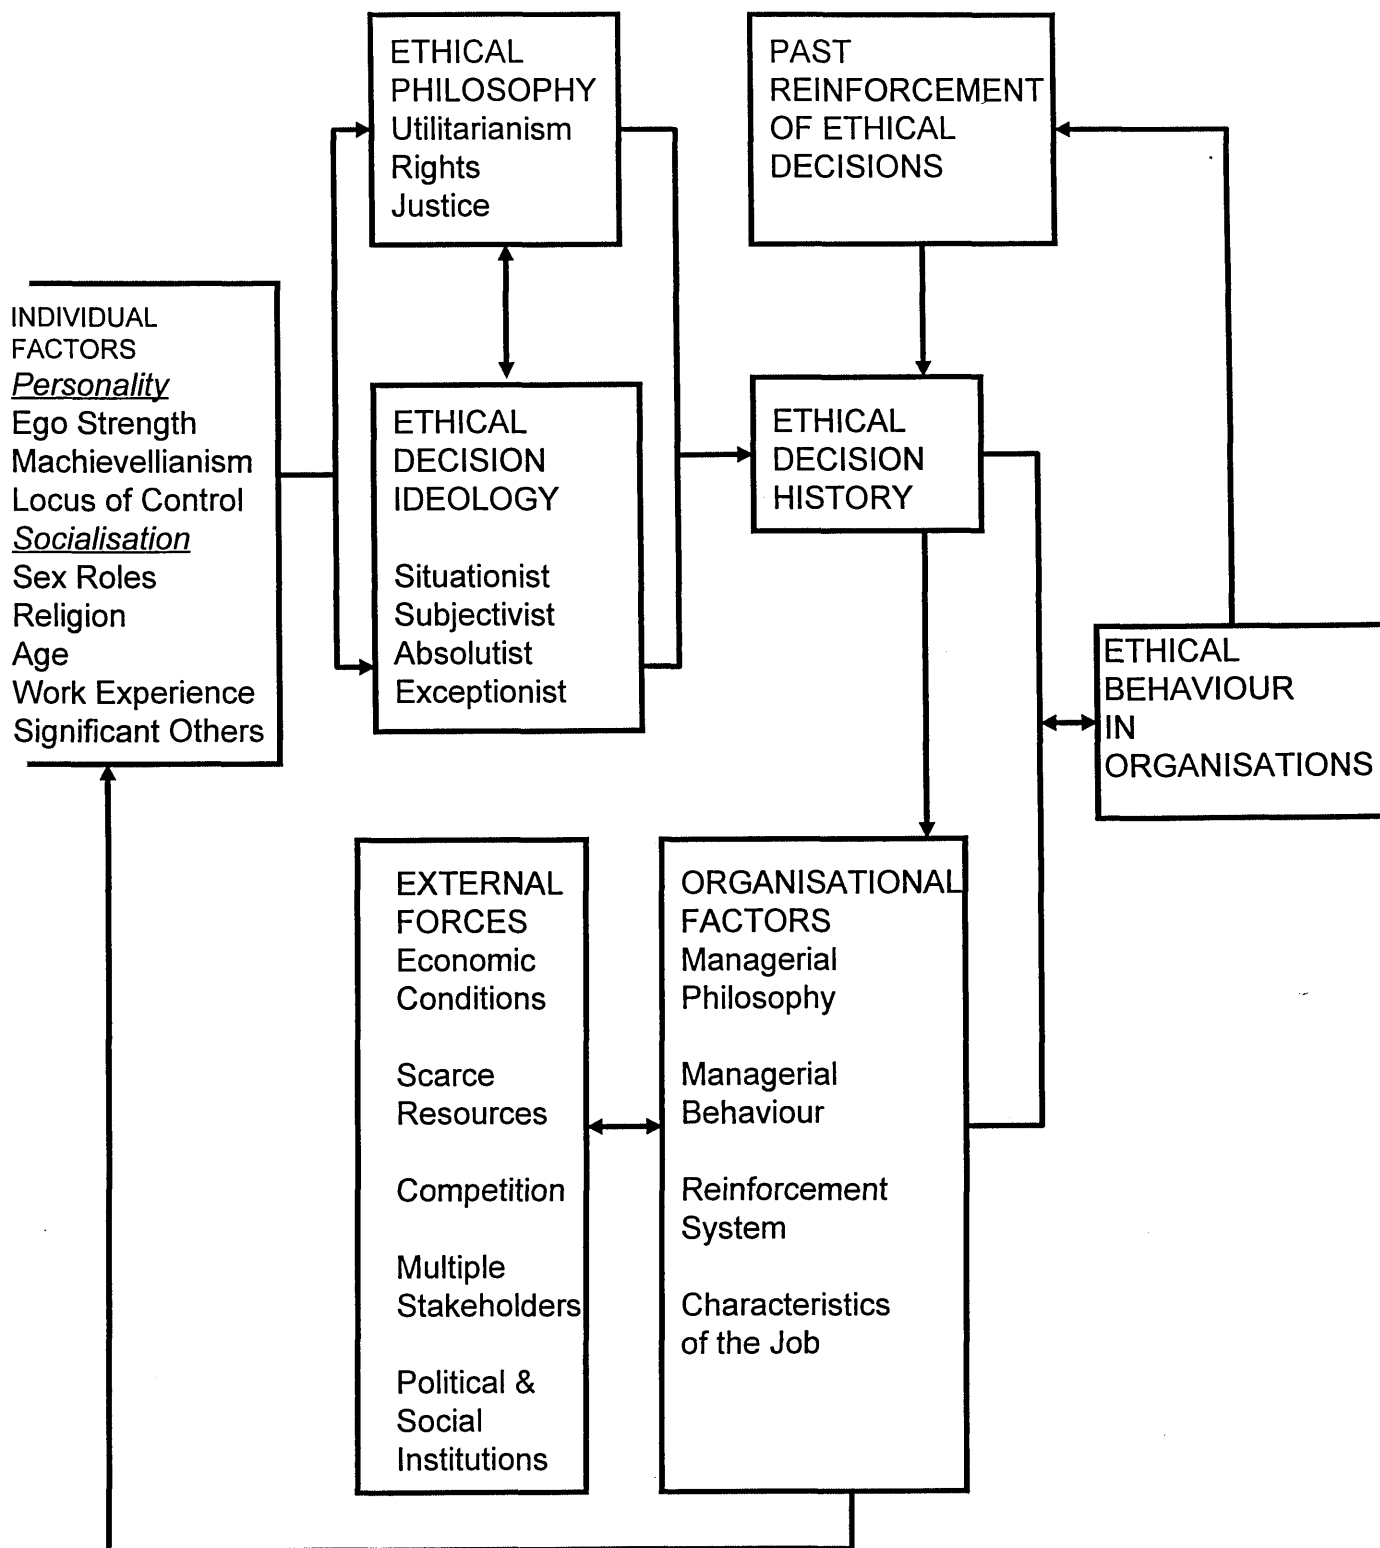 ETHICAL
PHILOSOPHY
Utilitarianism
Rights
Justice
PAST
REINFORCEMENT
OF ETHICAL
DECISIONS
INDIVIDUAL
FACTORS
Personality
Ego Strength
Machievellianism
Locus of Control
Socialisation
Sex Roles
Religion
Age
Work Experience
Significant Others
ETHICAL
DECISION
IDEOLOGY
Situationist
Subjectivist
Absolutist
Exceptionist
ETHICAL
DECISION
HISTORY
ETHICAL
BEHAVIOUR
IN
ORGANISATIONS
EXTERNAL
FORCES
Economic
Conditions
Scarce
Resources
Competition
Multiple
Stakeholders
Political &
Social
Institutions
ORGANISATIONAL
FACTORS
Managerial
Philosophy
Managerial
Behaviour
Reinforcement
System
Characteristics
of the Job